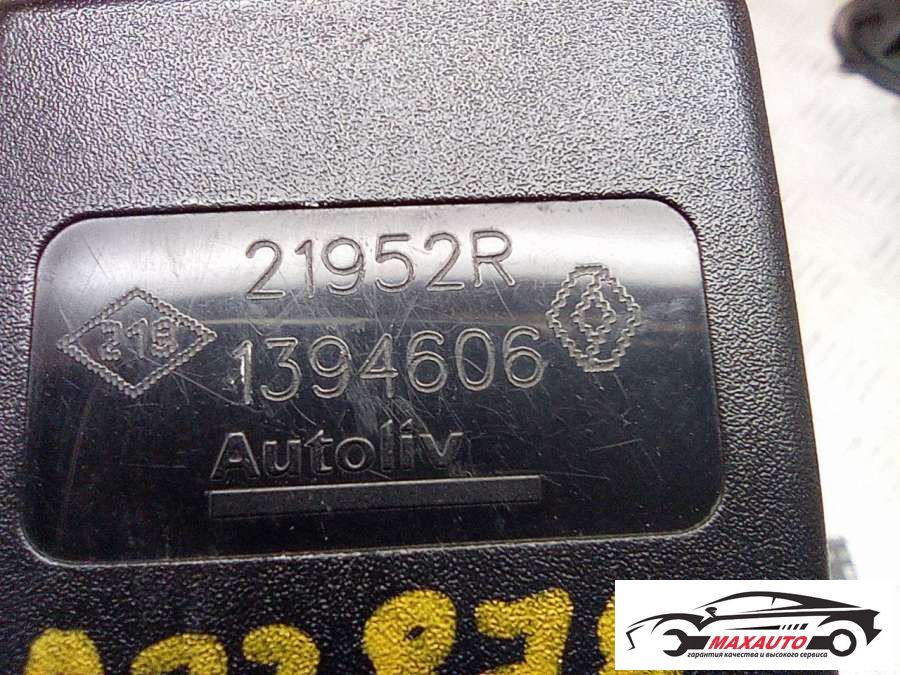 21952R
219
1394606
Autoliv
MAXAUTO
гарантия качества и высокого сервиса